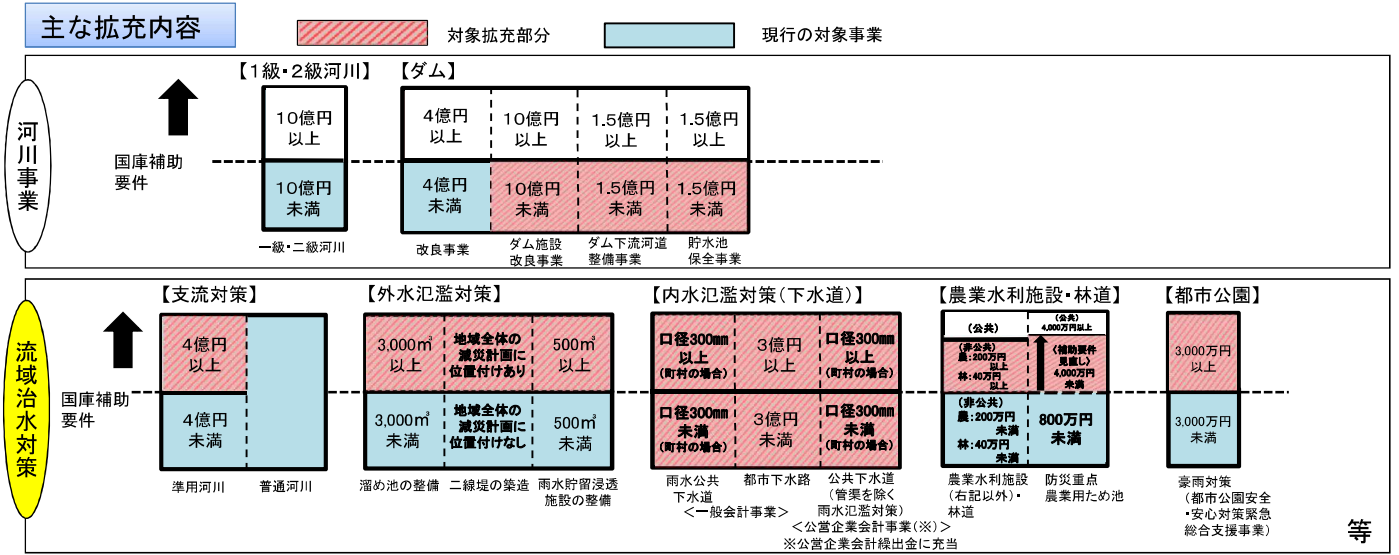 主な拡充内容
対象拡充部分
現行の対象事業
河川事業
国庫補助
要件
【1級・2級河川】
10億円
以上
10億円
未満
一級・二級河川
【ダム】
4億円
以上
10億円
以上
1.5億円
以上
1.5億円
以上
4億円
未満
10億円
未満
1.5億円
未満
1.5億円
未満
改良事業
ダム施設
改良事業
ダム下流河道
整備事業
貯水池
保全事業
流域治水対策
国庫補助
要件
【支流対策】
4億円
以上
4億円
未満
準用河川
普通河川
【外水氾濫対策】
3,000㎥
以上
地域全体の
減災計画に
位置付けあり
500㎥
以上
3,000㎥
未満
地域全体の
減災計画に
位置付けなし
500㎥
未満
溜め池の整備
二線堤の築造
雨水貯留浸透
施設の整備
【内水氾濫対策(下水道)】
口径300㎜
以上
(町村の場合)
3億円
以上
口径300㎜
以上
(町村の場合)
口径300㎜
未満
(町村の場合)
3億円
未満
口径300㎜
未満
(町村の場合)
雨水公共
下水道
都市下水路
<一般会計事業>
公共下水道
(管渠を除く
雨水氾濫対策)
<公営企業会計事業(※)>
※公営企業会計繰出金に充当
【農業水利施設・林道】
(公共)
(公共)
4,000万円以上
(非公共)
農:200万円
以上
林:40万円
以上
(補助要件
見直し)
4,000万円
未満
(非公共)
農:200万円
未満
林:40万円
未満
800万円
未満
農業水利施設
(右記以外)・
林道
防災重点
農業用ため池
【都市公園】
3,000万円
以上
3,000万円
未満
豪雨対策
(都市公園安全
・安心対策緊急
総合支援事業)
等